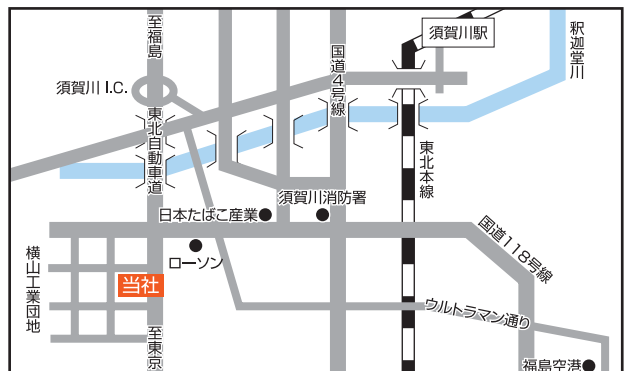 至福島
須賀川 I.C.
東北自動車道
国道4号線
須賀川駅
釈迦堂川
東北本線
須賀川消防署
日本たばこ産業
国道118号線
ローソン
横山工業団地
当社
ウルトラマン通り
至東京
福島空港